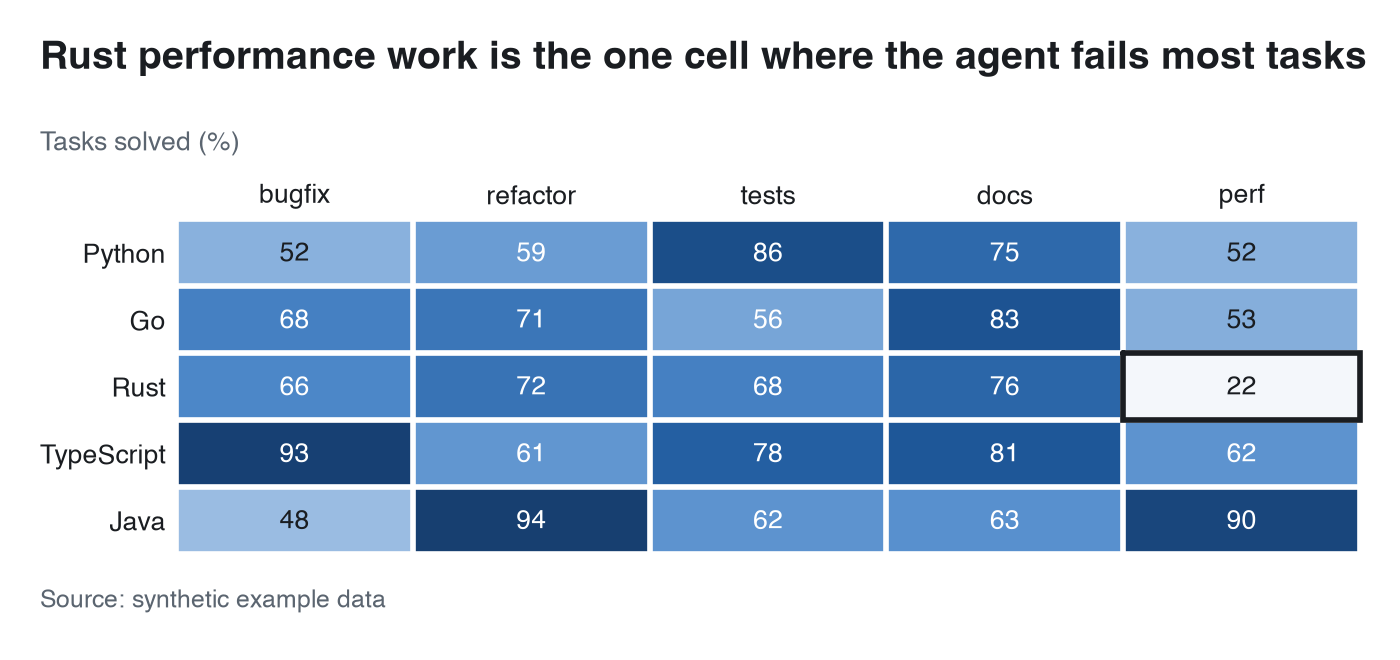 Rust performance work is the one cell where the agent fails most tasks
Tasks solved (%)
bugfix refactor tests docs perf
Python 52 59 86 75 52
Go 68 71 56 83 53
Rust 66 72 68 76 22
TypeScript 93 61 78 81 62
Java 48 94 62 63 90
Source: synthetic example data